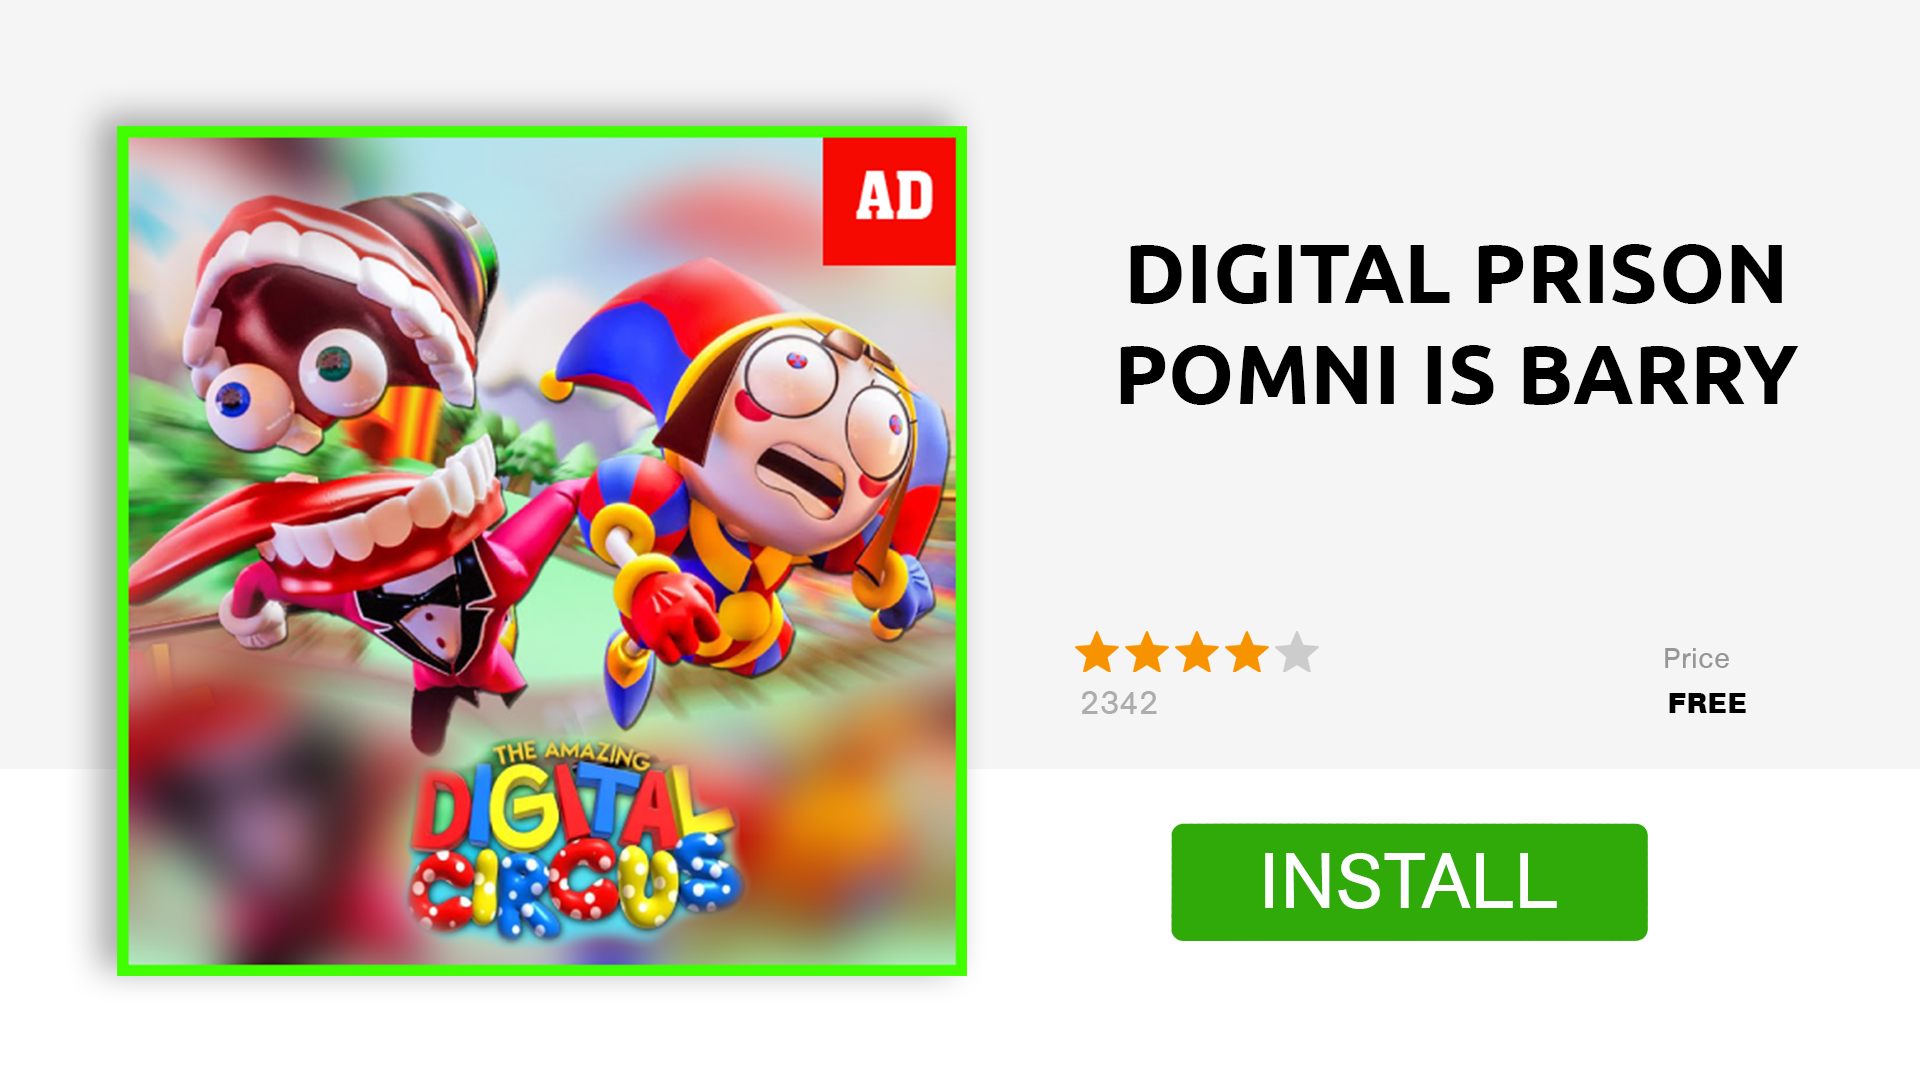 AD
THE AMAZING
DIGITAL
CIRCUS
DIGITAL PRISON
POMNI IS BARRY
2342
Price
FREE
INSTALL